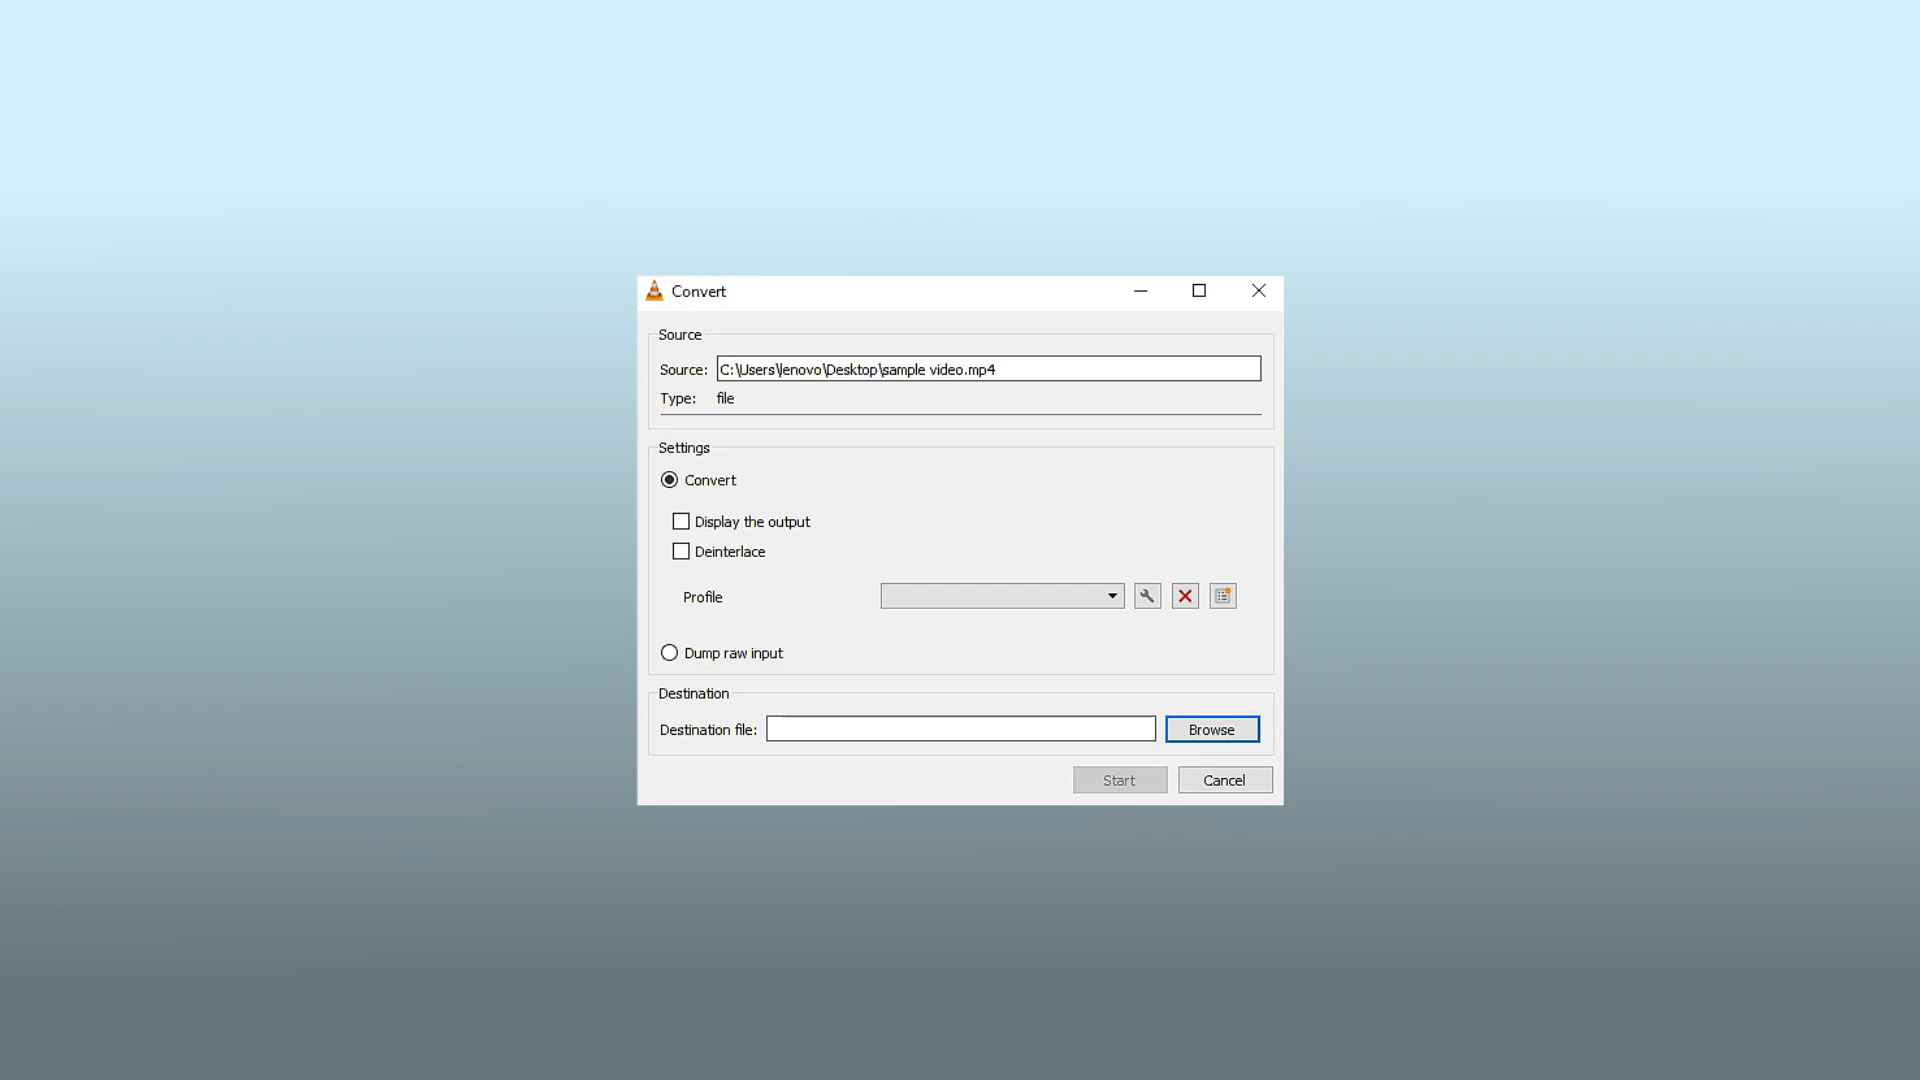 Convert
Source
Source: C:\Users\lenovo\Desktop\sample video.mp4
Type: file
Settings
Convert
Display the output
Deinterlace
Profile
Dump raw input
Destination
Destination file: Browse
Start Cancel